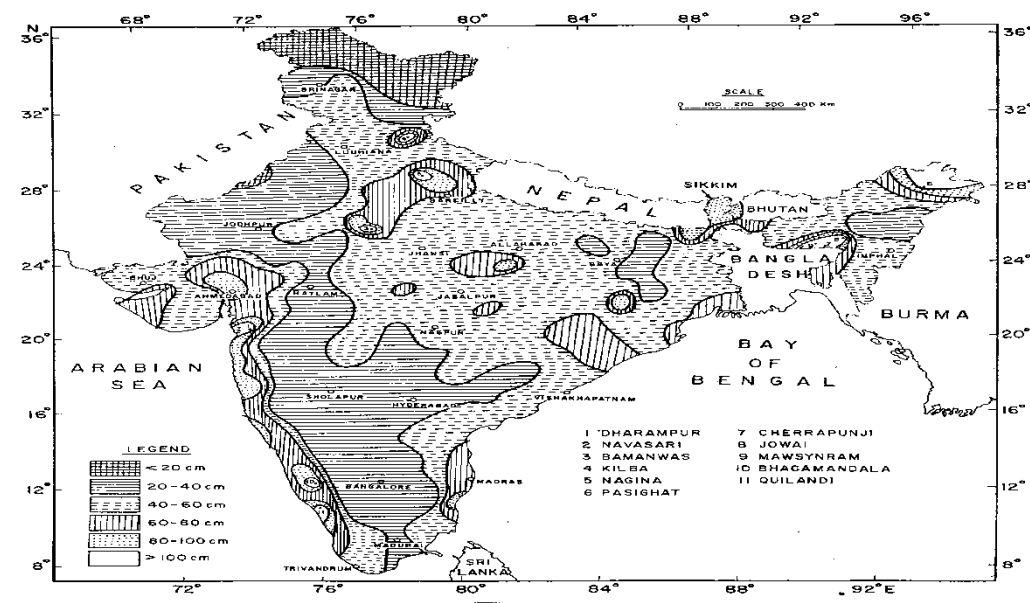 68° 72° 76° 80° 84° 88° 92° 96°
N
36° 36°
SRINAGAR
SCALE
0 100 200 300 400 Km
32° 32°
PAKISTAN
LUDHIANA
28° 28°
NEPAL
SIKKIM
BHUTAN
BAREILLY
JODHPUR
ALLAHABAD
JHANSI
GAYA
BANGLA
DESH
IMPHAL
24° 24°
BHUJ
AHMEDABAD
RATLAM
JABALPUR
BURMA
20° 20°
NAGPUR
ARABIAN
SEA
BAY
OF
BENGAL
SHOLAPUR
HYDERABAD
VISHAKHAPATNAM
16° 16°
LEGEND
<20 cm
20-40 cm
40-60 cm
60-80 cm
80-100 cm
>100 cm
1 DHARAMPUR
2 NAVASARI
3 BAMANWAS
4 KILBA
5 NAGINA
6 PASIGHAT
7 CHERRAPUNJI
8 JOWAI
9 MAWSYNRAM
10 BHAGAMANDALA
11 QUILANDI
12° 12°
BANGALORE
MADRAS
MADURAI
8° 8°
TRIVANDRUM
SRI
LANKA
72° 76° 80° 84° 88° 92°E